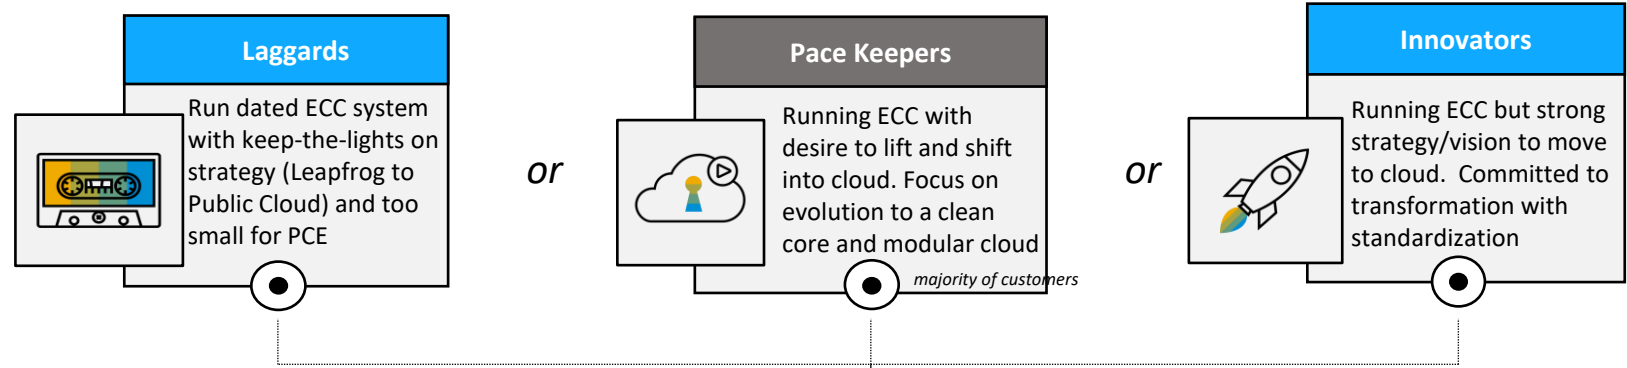 Laggards
Run dated ECC system
with keep-the-lights on
strategy (Leapfrog to
Public Cloud) and too
small for PCE
or
Pace Keepers
Running ECC with
desire to lift and shift
into cloud. Focus on
evolution to a clean
core and modular cloud
majority of customers
or
Innovators
Running ECC but strong
strategy/vision to move
to cloud.  Committed to
transformation with
standardization